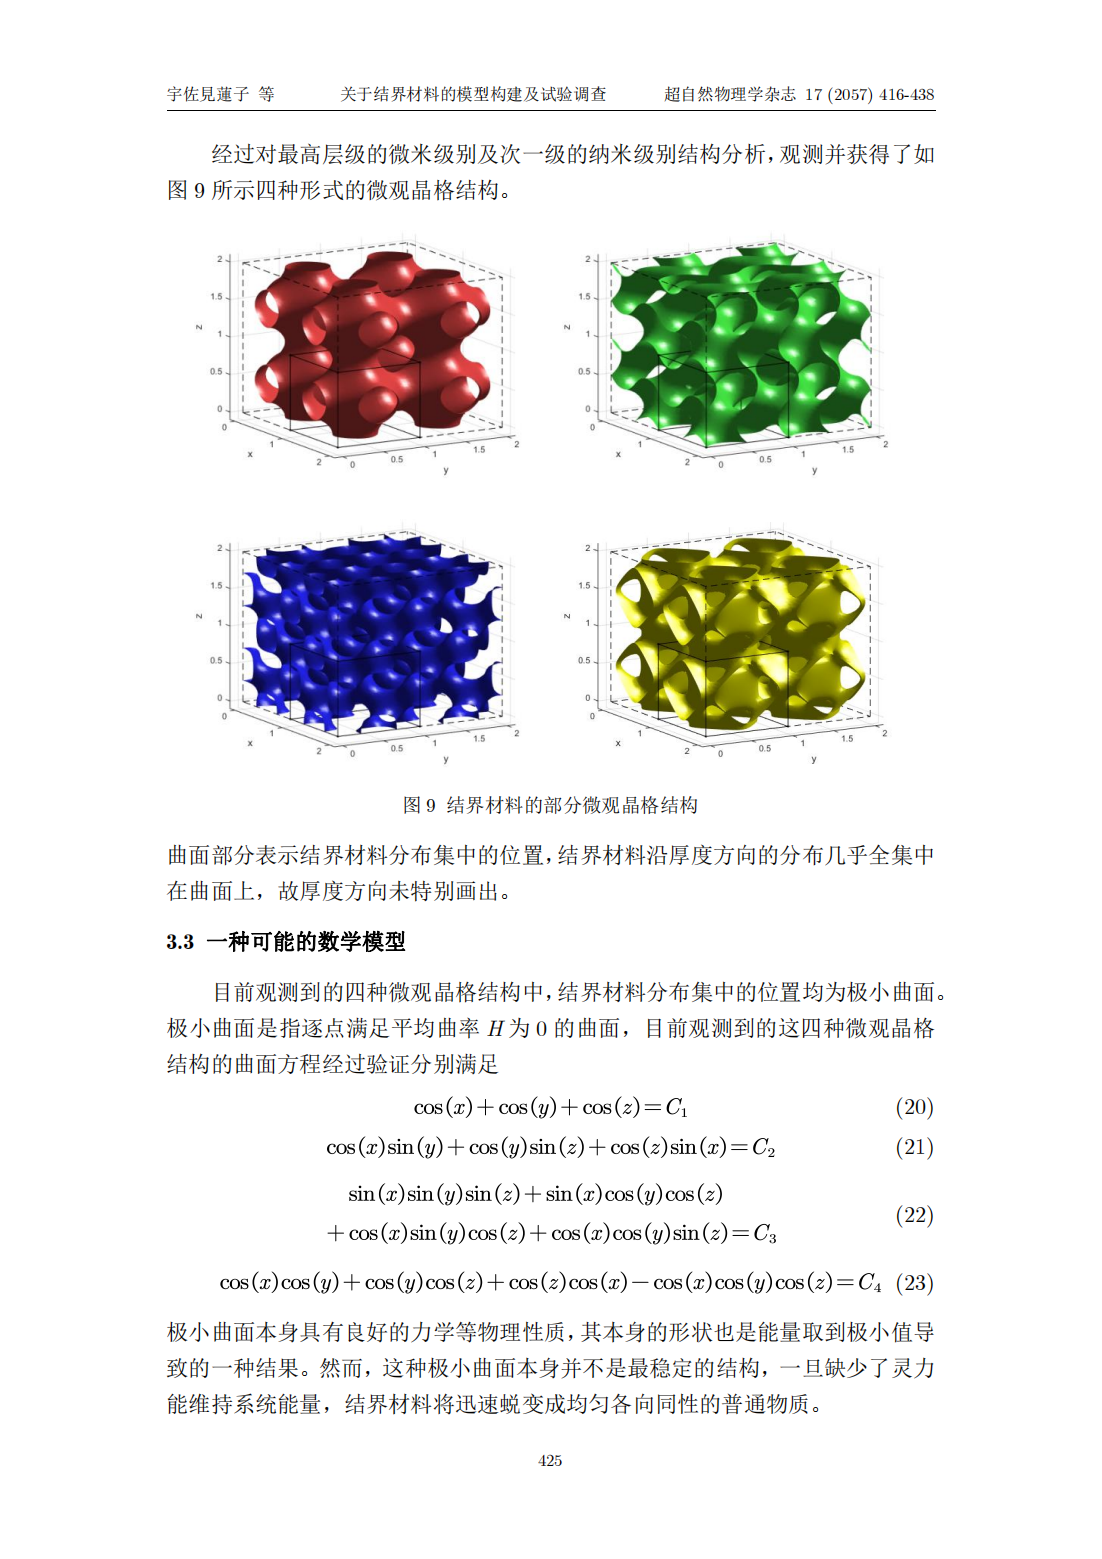 宇佐見蓮子 等 关于结界材料的模型构建及试验调查 超自然物理学杂志 17 (2057) 416-438
经过对最高层级的微米级别及次一级的纳米级别结构分析，观测并获得了如
图 9 所示四种形式的微观晶格结构。
2
1.5
1
0.5
0
z
0
1
2
x
0
0.5
1
1.5
2
y
2
1.5
1
0.5
0
z
0
1
2
x
0
0.5
1
1.5
2
y
2
1.5
1
0.5
0
z
0
1
2
x
0
0.5
1
1.5
2
y
2
1.5
1
0.5
0
z
0
1
2
x
0
0.5
1
1.5
2
y
图 9 结界材料的部分微观晶格结构
曲面部分表示结界材料分布集中的位置，结界材料沿厚度方向的分布几乎全集中
在曲面上，故厚度方向未特别画出。
3.3 一种可能的数学模型
目前观测到的四种微观晶格结构中，结界材料分布集中的位置均为极小曲面。
极小曲面是指逐点满足平均曲率 H 为 0 的曲面，目前观测到的这四种微观晶格
结构的曲面方程经过验证分别满足
cos(x)+cos(y)+cos(z)=C₁ (20)
cos(x)sin(y)+cos(y)sin(z)+cos(z)sin(x)=C₂ (21)
sin(x)sin(y)sin(z)+sin(x)cos(y)cos(z)
+cos(x)sin(y)cos(z)+cos(x)cos(y)sin(z)=C₃ (22)
cos(x)cos(y)+cos(y)cos(z)+cos(z)cos(x)−cos(x)cos(y)cos(z)=C₄ (23)
极小曲面本身具有良好的力学等物理性质，其本身的形状也是能量取到极小值导
致的一种结果。然而，这种极小曲面本身并不是最稳定的结构，一旦缺少了灵力
能维持系统能量，结界材料将迅速蜕变成均匀各向同性的普通物质。
425